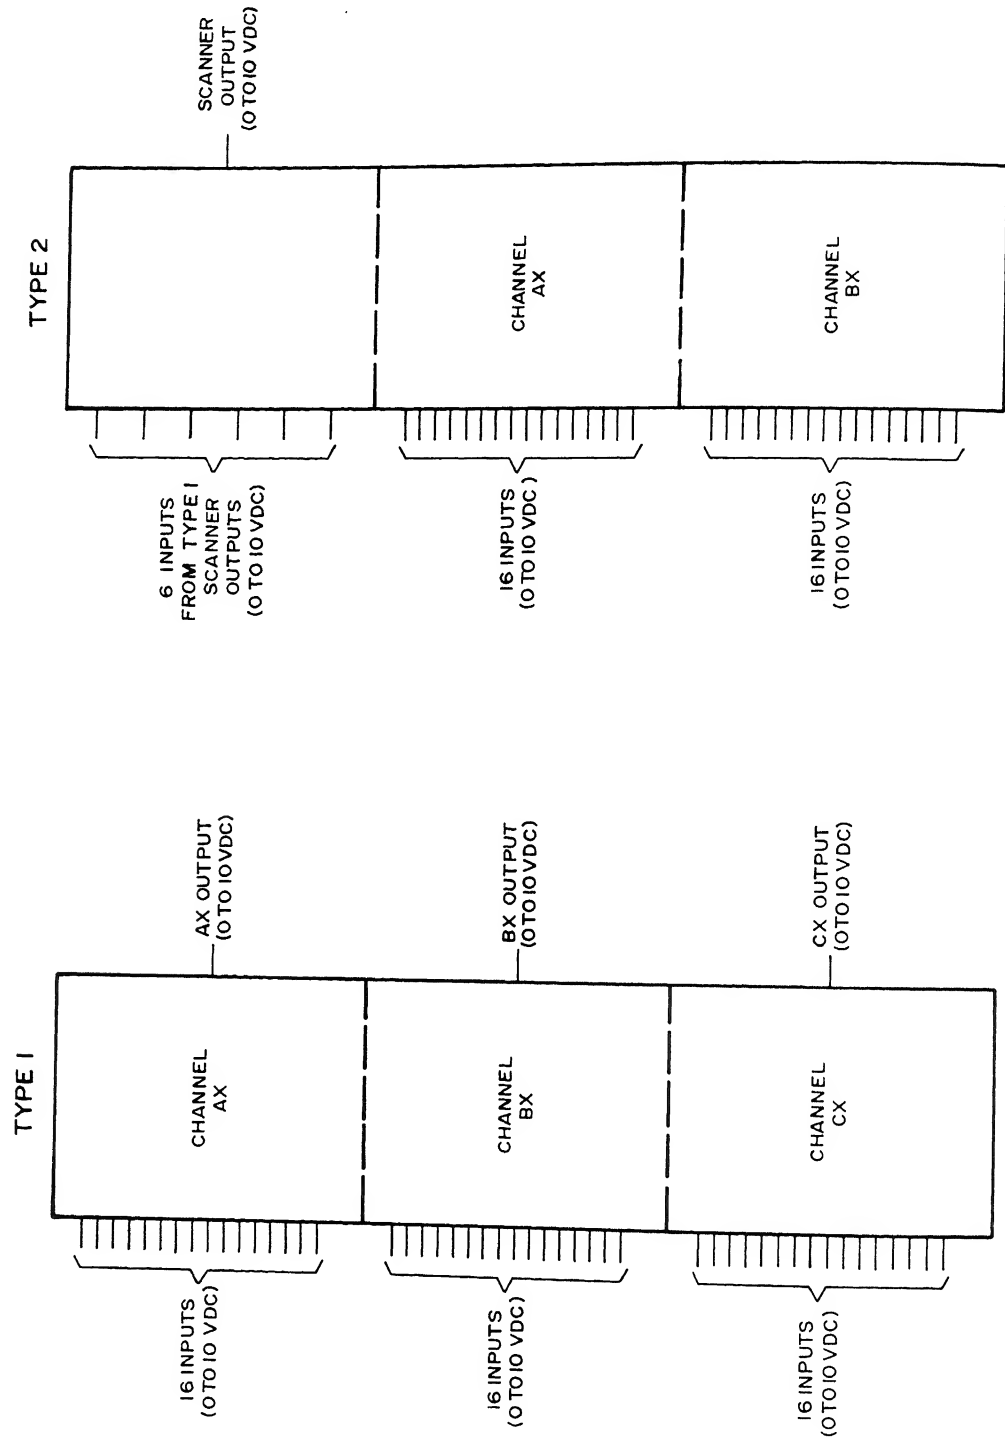 TYPE 2
6 INPUTS
FROM TYPE 1
SCANNER
OUTPUTS
(0 TO 10 VDC)
SCANNER
OUTPUT
(0 TO 10 VDC)
16 INPUTS
(0 TO 10 VDC)
CHANNEL
AX
16 INPUTS
(0 TO 10 VDC)
CHANNEL
BX
TYPE 1
16 INPUTS
(0 TO 10 VDC)
CHANNEL
AX
AX OUTPUT
(0 TO 10 VDC)
16 INPUTS
(0 TO 10 VDC)
CHANNEL
BX
BX OUTPUT
(0 TO 10 VDC)
16 INPUTS
(0 TO 10 VDC)
CHANNEL
CX
CX OUTPUT
(0 TO 10 VDC)